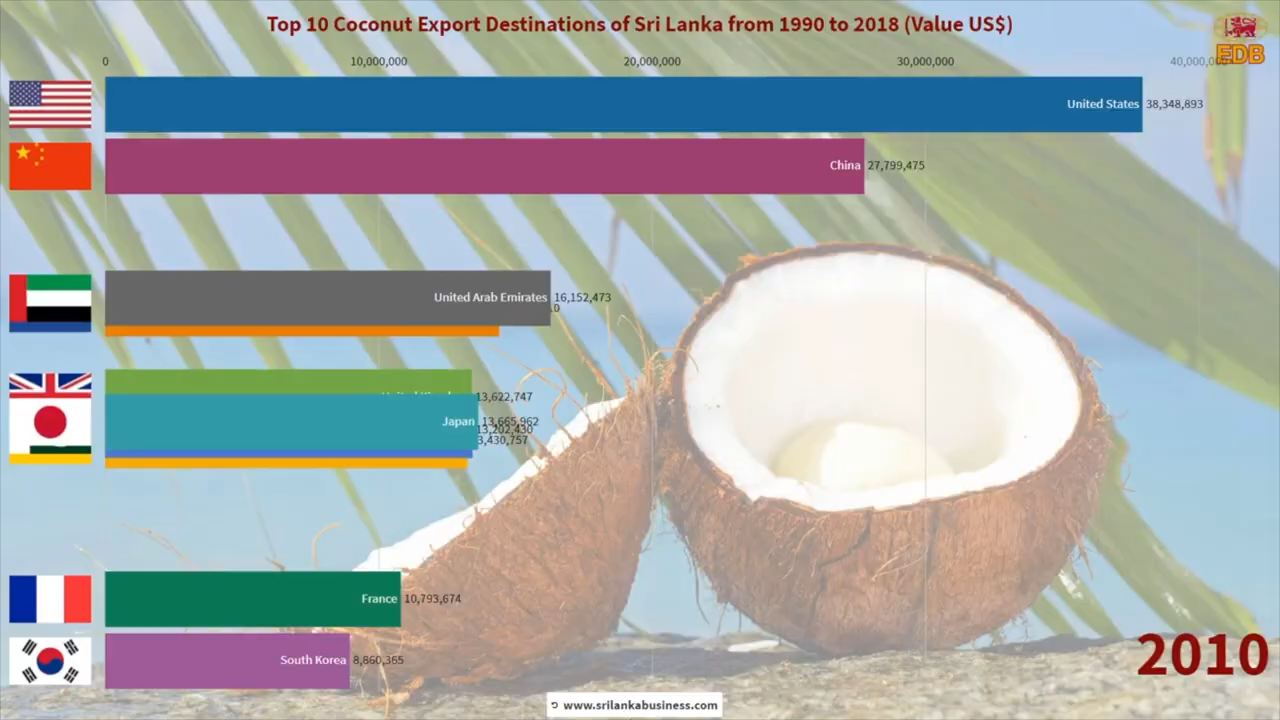 Top 10 Coconut Export Destinations of Sri Lanka from 1990 to 2018 (Value US$)
EDB
0 10,000,000 20,000,000 30,000,000
United States 38,348,893
China 27,799,475
United Arab Emirates 16,152,473
13,622,747
Japan 13,665,962
France 10,793,674
South Korea 8,860,365
2010
www.srilankabusiness.com